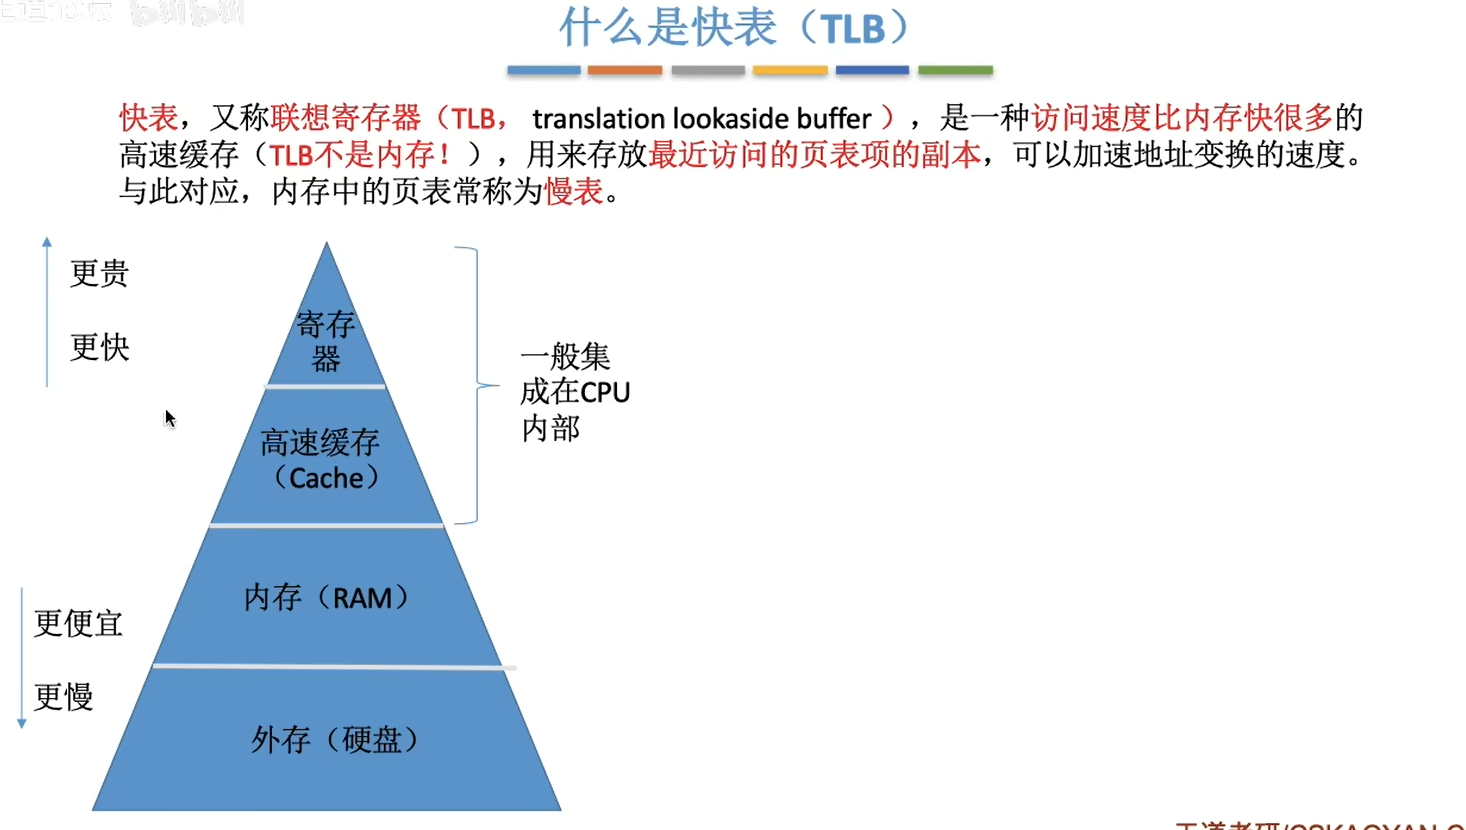 什么是快表（TLB）
快表，又称联想寄存器（TLB， translation lookaside buffer ），是一种访问速度比内存快很多的
高速缓存（TLB不是内存！），用来存放最近访问的页表项的副本，可以加速地址变换的速度。
与此对应，内存中的页表常称为慢表。
更贵
更快
寄存
器
高速缓存
（Cache）
一般集
成在CPU
内部
内存（RAM）
更便宜
更慢
外存（硬盘）